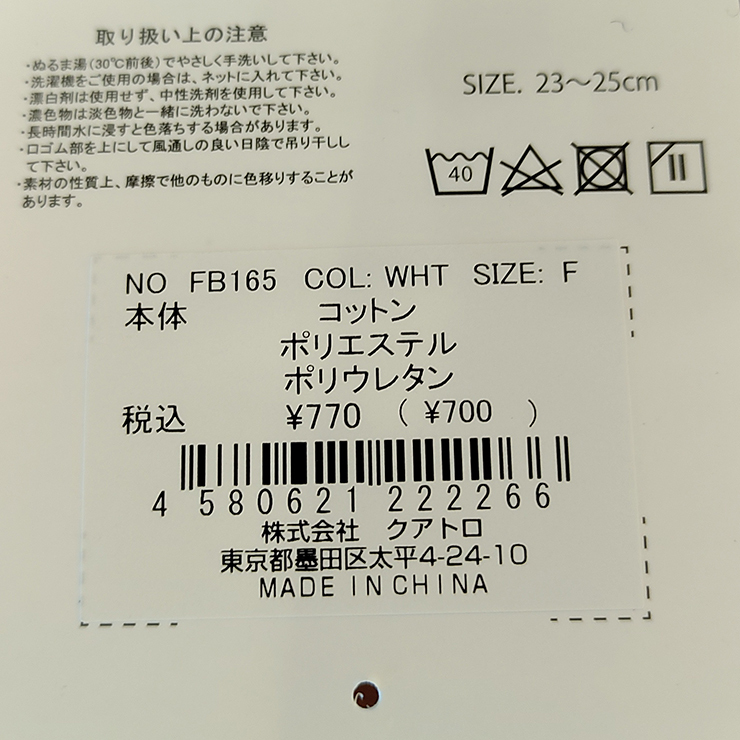 取り扱い上の注意
・ぬるま湯(30℃前後)でやさしく手洗いして下さい。
・洗濯機をご使用の場合は、ネットに入れて下さい。
・漂白剤は使用せず、中性洗剤を使用して下さい。
・濃色物は淡色物と一緒に洗わないで下さい。
・長時間水に浸すと色落ちする場合があります。
・口ゴム部を上にして風通しの良い日陰で吊り干しし
て下さい。
・素材の性質上、摩擦で他のものに色移りすることが
あります。
SIZE. 23〜25cm
40
NO FB165 COL: WHT SIZE: F
本体 コットン
ポリエステル
ポリウレタン
税込 ¥770 ( ¥700 )
4 580621 222266
株式会社 クアトロ
東京都墨田区太平4-24-10
MADE IN CHINA